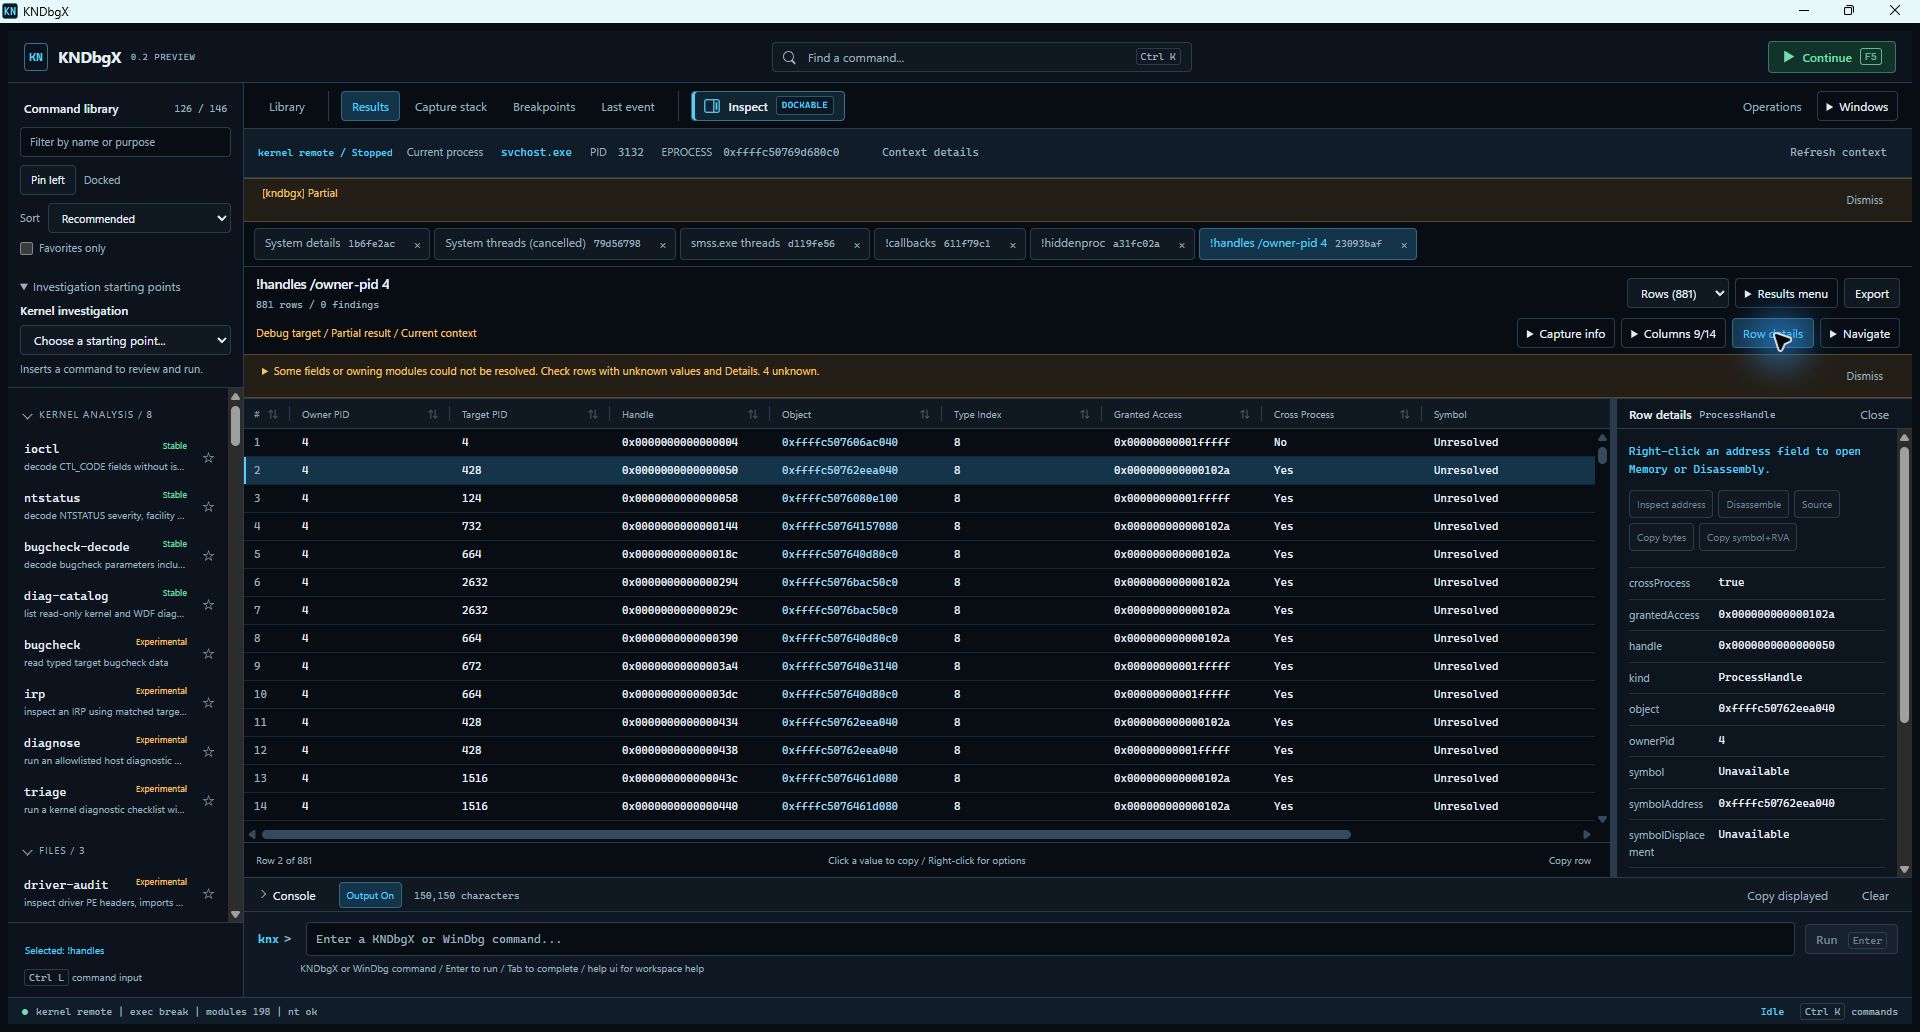 KN KNDbgX
KN KNDbgX 0.2 PREVIEW
Find a command... Ctrl K
Continue F5
Command library 126 / 146
Filter by name or purpose
Pin left Docked
Sort Recommended
Favorites only
Investigation starting points
Kernel investigation
Choose a starting point...
Inserts a command to review and run.
KERNEL ANALYSIS / 8
ioctl Stable
decode CTL_CODE fields without is...
ntstatus Stable
decode NTSTATUS severity, facility ...
bugcheck-decode Stable
decode bugcheck parameters inclu...
diag-catalog Stable
list read-only kernel and WDF diag...
bugcheck Experimental
read typed target bugcheck data
irp Experimental
inspect an IRP using matched targe...
diagnose Experimental
run an allowlisted host diagnostic ...
triage Experimental
run a kernel diagnostic checklist wi...
FILES / 3
driver-audit Experimental
inspect driver PE headers, imports ...
Selected: !handles
Ctrl L command input
Library Results Capture stack Breakpoints Last event Inspect DOCKABLE Operations Windows
kernel remote / Stopped Current process svchost.exe PID 3132 EPROCESS 0xffffc50769d680c0 Context details Refresh context
[kndbgx] Partial
Dismiss
System details 1b6fe2ac × System threads (cancelled) 79d56798 × smss.exe threads d119fe56 × !callbacks 611f79c1 × !hiddenproc a31fc02a × !handles /owner-pid 4 23093baf ×
!handles /owner-pid 4
881 rows / 0 findings
Rows (881) Results menu Export
Debug target / Partial result / Current context
Capture info Columns 9/14 Row details Navigate
Some fields or owning modules could not be resolved. Check rows with unknown values and Details. 4 unknown.
Dismiss
# Owner PID Target PID Handle Object Type Index Granted Access Cross Process Symbol
1 4 4 0x0000000000000004 0xffffc507606ac040 8 0x00000000001fffff No Unresolved
2 4 428 0x0000000000000050 0xffffc50762eea040 8 0x000000000000102a Yes Unresolved
3 4 124 0x0000000000000058 0xffffc5076080e100 8 0x00000000001fffff Yes Unresolved
4 4 732 0x0000000000000144 0xffffc50764157080 8 0x000000000000102a Yes Unresolved
5 4 664 0x000000000000018c 0xffffc507640d80c0 8 0x000000000000102a Yes Unresolved
6 4 2632 0x0000000000000294 0xffffc5076bac50c0 8 0x000000000000102a Yes Unresolved
7 4 2632 0x000000000000029c 0xffffc5076bac50c0 8 0x000000000000102a Yes Unresolved
8 4 664 0x0000000000000390 0xffffc507640d80c0 8 0x000000000000102a Yes Unresolved
9 4 672 0x00000000000003a4 0xffffc507640e3140 8 0x00000000001fffff Yes Unresolved
10 4 664 0x00000000000003dc 0xffffc507640d80c0 8 0x00000000001fffff Yes Unresolved
11 4 428 0x0000000000000434 0xffffc50762eea040 8 0x000000000000102a Yes Unresolved
12 4 428 0x0000000000000438 0xffffc50762eea040 8 0x00000000001fffff Yes Unresolved
13 4 1516 0x000000000000043c 0xffffc5076461d080 8 0x000000000000102a Yes Unresolved
14 4 1516 0x0000000000000440 0xffffc5076461d080 8 0x000000000000102a Yes Unresolved
Row 2 of 881 Click a value to copy / Right-click for options Copy row
Row details ProcessHandle Close
Right-click an address field to open
Memory or Disassembly.
Inspect address Disassemble Source
Copy bytes Copy symbol+RVA
crossProcess true
grantedAccess 0x000000000000102a
handle 0x0000000000000050
kind ProcessHandle
object 0xffffc50762eea040
ownerPid 4
symbol Unavailable
symbolAddress 0xffffc50762eea040
symbolDisplace Unavailable
ment
Console Output On 150,150 characters Copy displayed Clear
knx > Enter a KNDbgX or WinDbg command... Run Enter
KNDbgX or WinDbg command / Enter to run / Tab to complete / help ui for workspace help
kernel remote | exec break | modules 198 | nt ok Idle Ctrl K commands